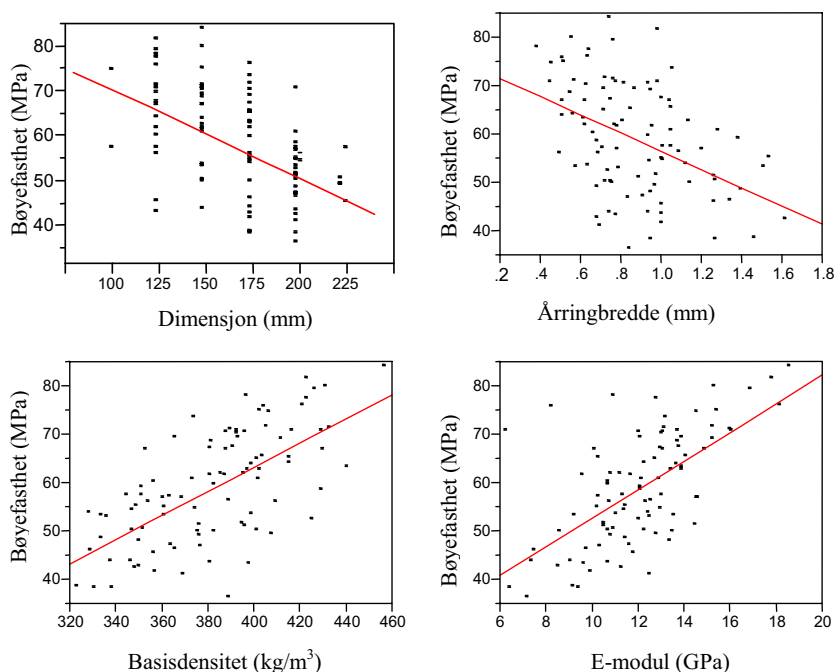 Bøyefasthet (MPa)
80
70
60
50
40
100 125 150 175 200 225
Dimensjon (mm)
Bøyefasthet (MPa)
80
70
60
50
40
.2 .4 .6 0.8 1.0 1.2 1.4 1.6 1.8
Årringbredde (mm)
Bøyefasthet (MPa)
80
70
60
50
40
320 340 360 380 400 420 440 460
Basisdensitet (kg/m³)
Bøyefasthet (MPa)
80
70
60
50
40
6 8 10 12 14 16 18 20
E-modul (GPa)